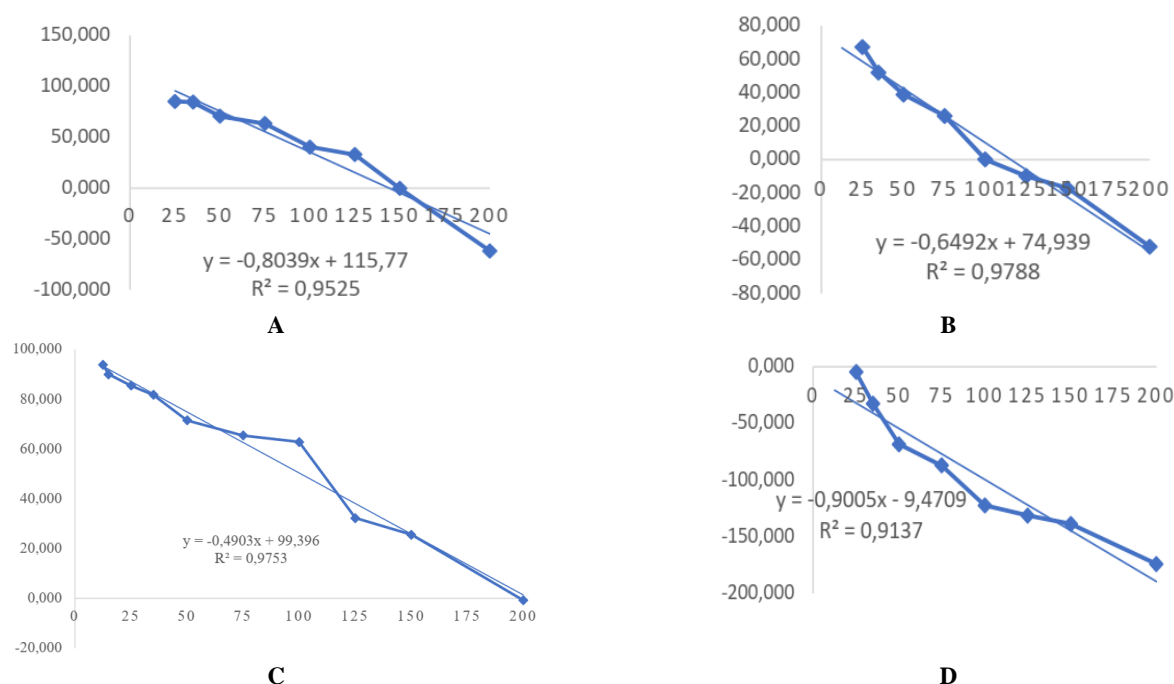 150,000
100,000
50,000
0,000
0 25 50 75 100 125 150 175 200
-50,000
y = -0,8039x + 115,77
R² = 0,9525
-100,000
A
80,000
60,000
40,000
20,000
0,000
0 25 50 75 100 125 150 175 200
-20,000
-40,000
y = -0,6492x + 74,939
-60,000
R² = 0,9788
-80,000
B
100,000
80,000
60,000
40,000
20,000
y = -0,4903x + 99,396
R² = 0,9753
0,000
0 25 50 75 100 125 150 175 200
-20,000
C
0,000
0 25 50 75 100 125 150 175 200
-50,000
-100,000
y = -0,9005x - 9,4709
R² = 0,9137
-150,000
-200,000
D